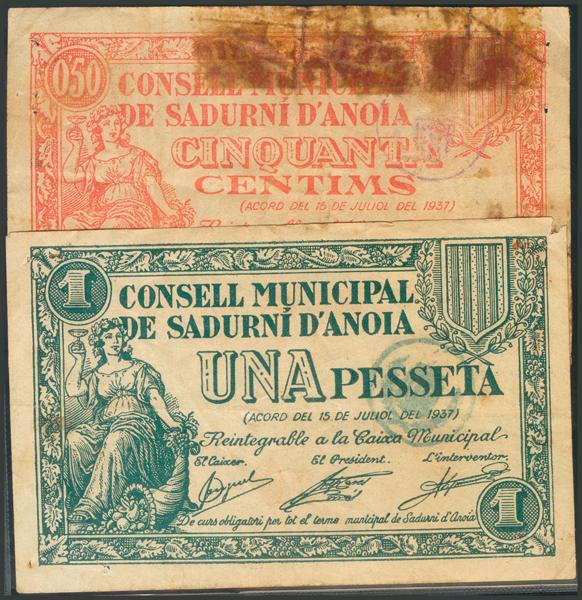 0'50
CONSELL MUNICIPAL
DE SADURNÍ D'ANOIA
CINQUANTA
CENTIMS
(ACORD DEL 15 DE JULIOL DEL 1937)
1
CONSELL MUNICIPAL
DE SADURNÍ D'ANOIA
UNA PESSETA
(ACORD DEL 15 DE JULIOL DEL 1937)
Reintegrable a la Caixa Municipal
El Caixer. El President. L'interventor.
De curs obligatori per tot el terme municipal de Sadurní d'Anoia
1